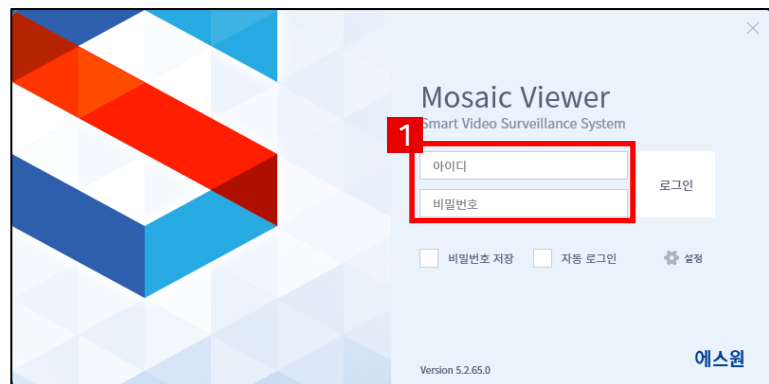 Mosaic Viewer
Smart Video Surveillance System
1
아이디
비밀번호
로그인
비밀번호 저장
자동 로그인
설정
Version 5.2.65.0
에스원